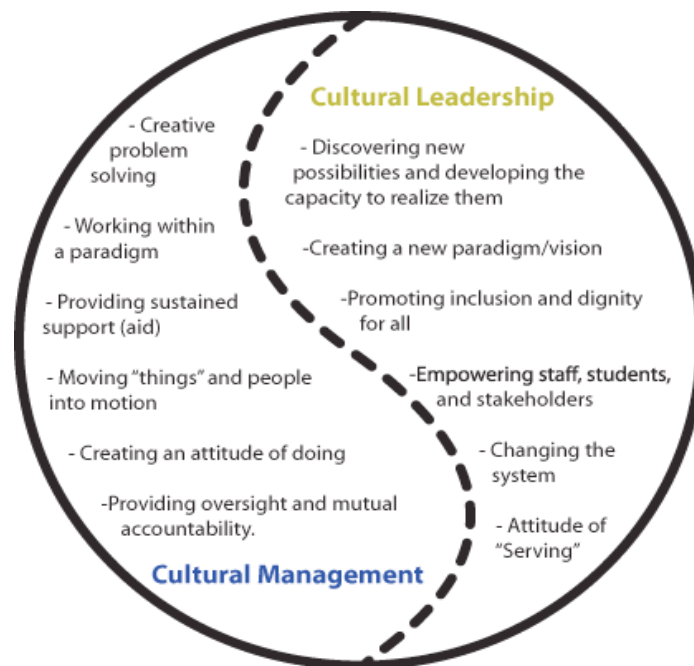 Cultural Leadership
- Discovering new
possibilities and developing the
capacity to realize them
-Creating a new paradigm/vision
-Promoting inclusion and dignity
for all
-Empowering staff, students,
and stakeholders
- Changing the
system
- Attitude of
"Serving"
- Creative
problem
solving
- Working within
a paradigm
- Providing sustained
support (aid)
- Moving "things" and people
into motion
- Creating an attitude of doing
-Providing oversight and mutual
accountability.
Cultural Management